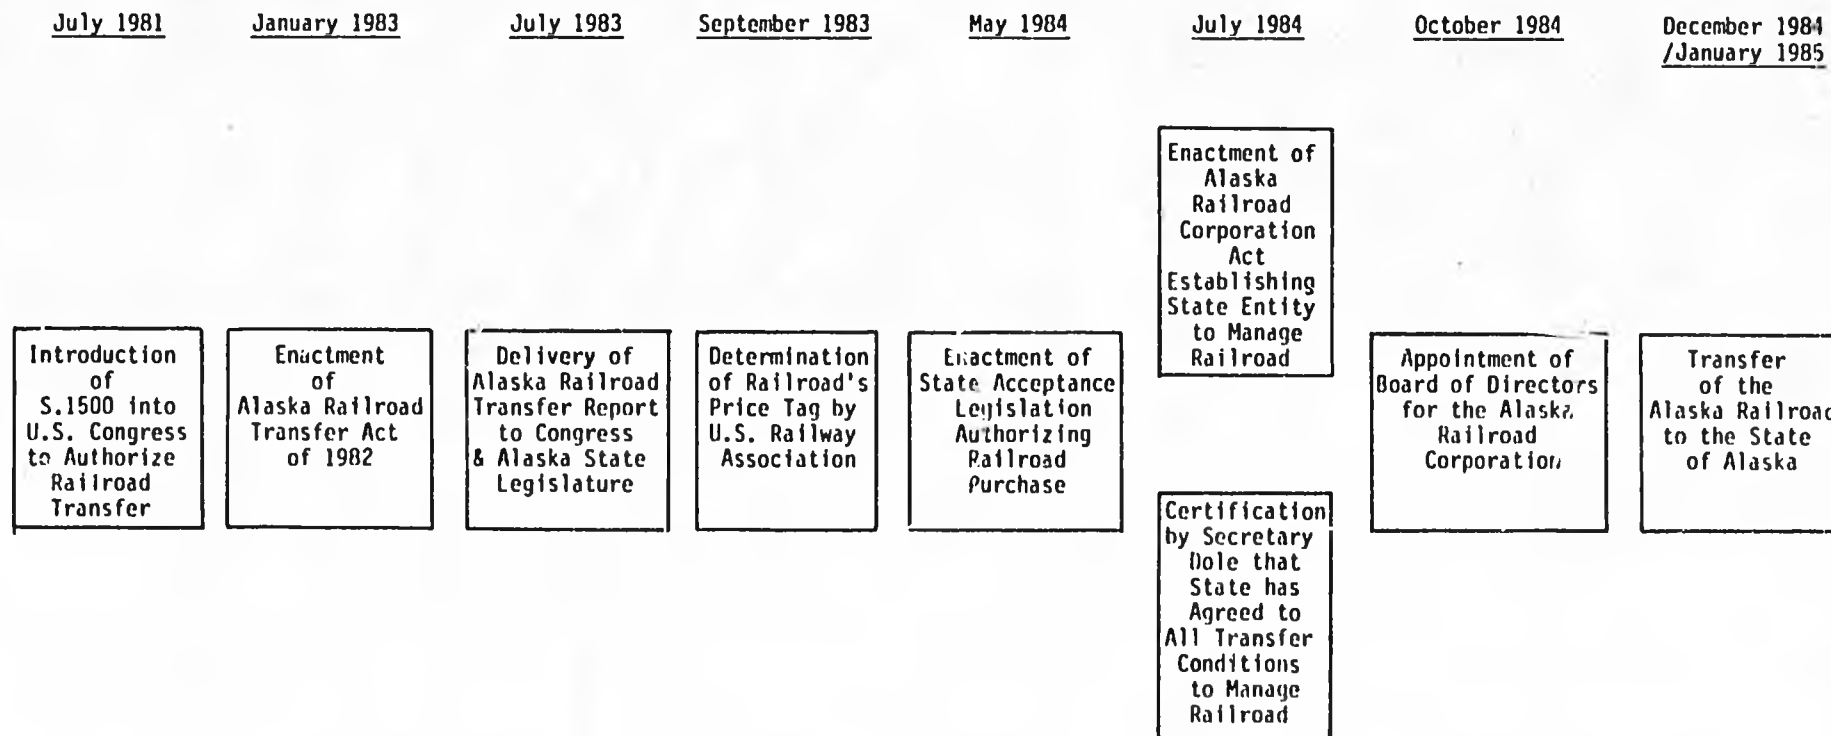 July 1981
January 1983
July 1983
September 1983
May 1984
July 1984
October 1984
December 1984
/January 1985
Introduction
of
S.1500 into
U.S. Congress
to Authorize
Railroad
Transfer
Enactment
of
Alaska Railroad
Transfer Act
of 1982
Delivery of
Alaska Railroad
Transfer Report
to Congress
& Alaska State
Legislature
Determination
of Railroad's
Price Tag by
U.S. Railway
Association
Enactment of
State Acceptance
Legislation
Authorizing
Railroad
Purchase
Enactment of
Alaska
Railroad
Corporation
Act
Establishing
State Entity
to Manage
Railroad
Certification
by Secretary
Dole that
State has
Agreed to
All Transfer
Conditions
to Manage
Railroad
Appointment of
Board of Directors
for the Alaska
Railroad
Corporation
Transfer
of the
Alaska Railroad
to the State
of Alaska